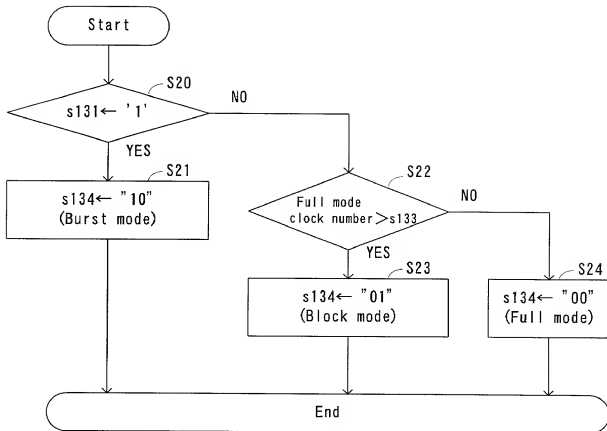 Start
S20
s131← '1'
NO
YES
S21
s134← "10"
(Burst mode)
S22
Full mode
clock number>s133
NO
YES
S23
s134← "01"
(Block mode)
S24
s134← "00"
(Full mode)
End